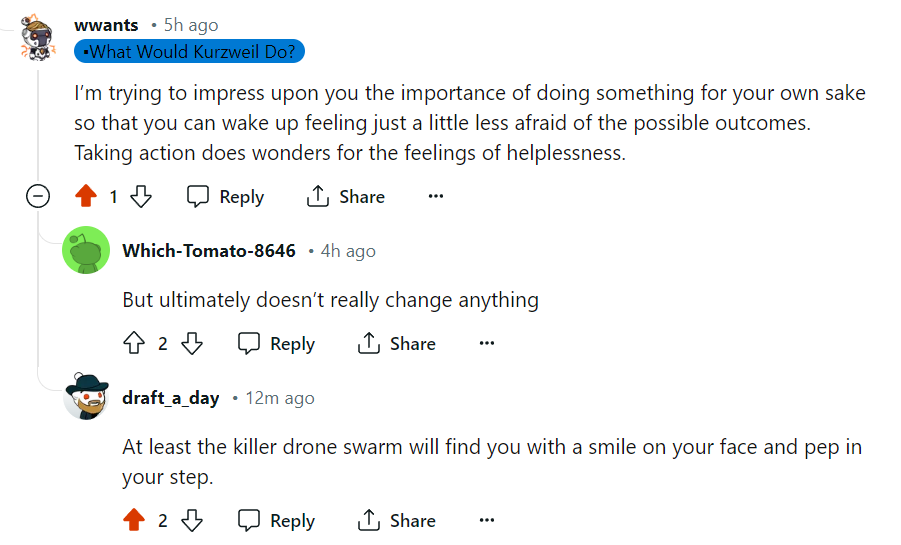 wwants • 5h ago
•What Would Kurzweil Do?
I’m trying to impress upon you the importance of doing something for your own sake
so that you can wake up feeling just a little less afraid of the possible outcomes.
Taking action does wonders for the feelings of helplessness.
1 Reply Share ···
Which-Tomato-8646 • 4h ago
But ultimately doesn’t really change anything
2 Reply Share ···
draft_a_day • 12m ago
At least the killer drone swarm will find you with a smile on your face and pep in
your step.
2 Reply Share ···